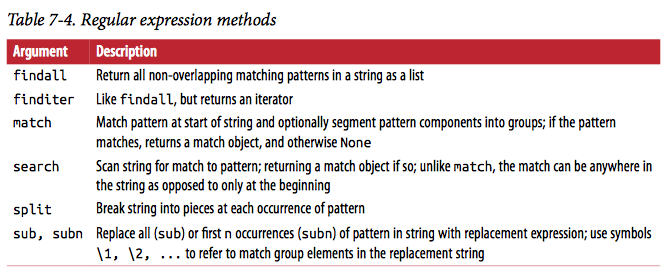 Table 7-4. Regular expression methods
Argument Description
findall Return all non-overlapping matching patterns in a string as a list
finditer Like findall, but returns an iterator
match Match pattern at start of string and optionally segment pattern components into groups; if the pattern
matches, returns a match object, and otherwise None
search Scan string for match to pattern; returning a match object if so; unlike match, the match can be anywhere in
the string as opposed to only at the beginning
split Break string into pieces at each occurrence of pattern
sub, subn Replace all (sub) or first n occurrences (subn) of pattern in string with replacement expression; use symbols
\1, \2, ... to refer to match group elements in the replacement string